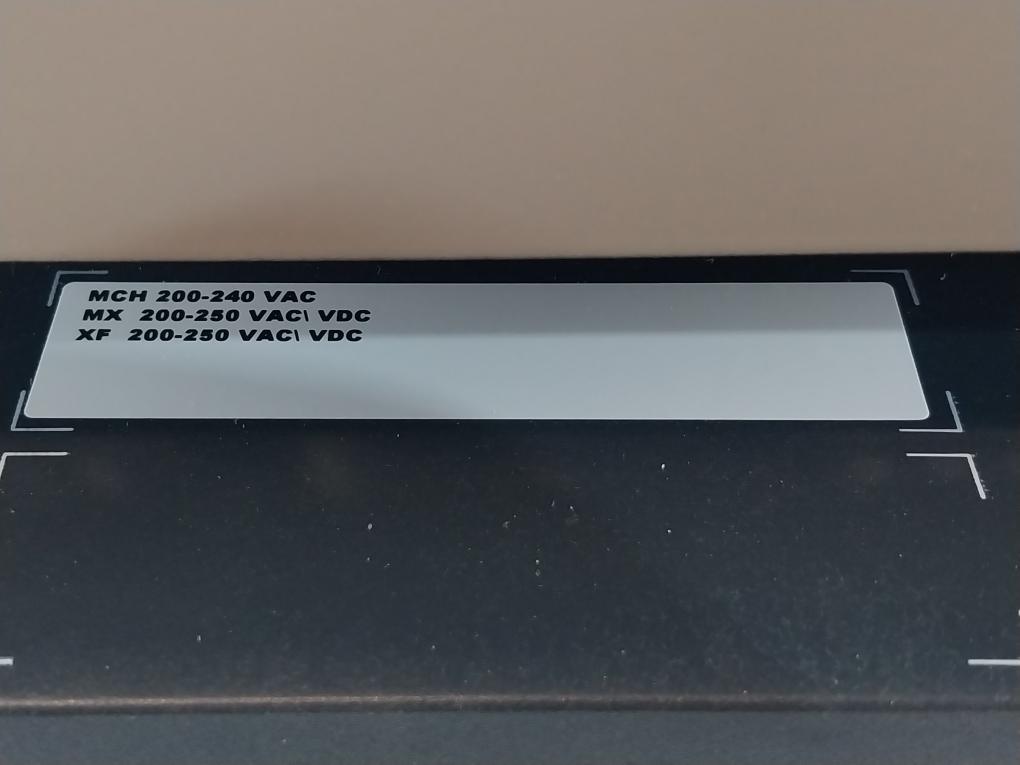 MCH 200-240 VAC
MX 200-250 VAC\ VDC
XF 200-250 VAC\ VDC